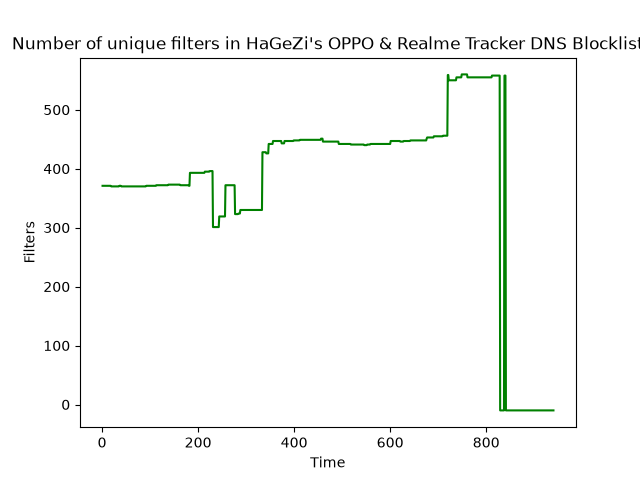 Number of unique filters in HaGeZi's OPPO & Realme Tracker DNS Blocklist
500
400
300
200
100
0
Filters
0 200 400 600 800
Time